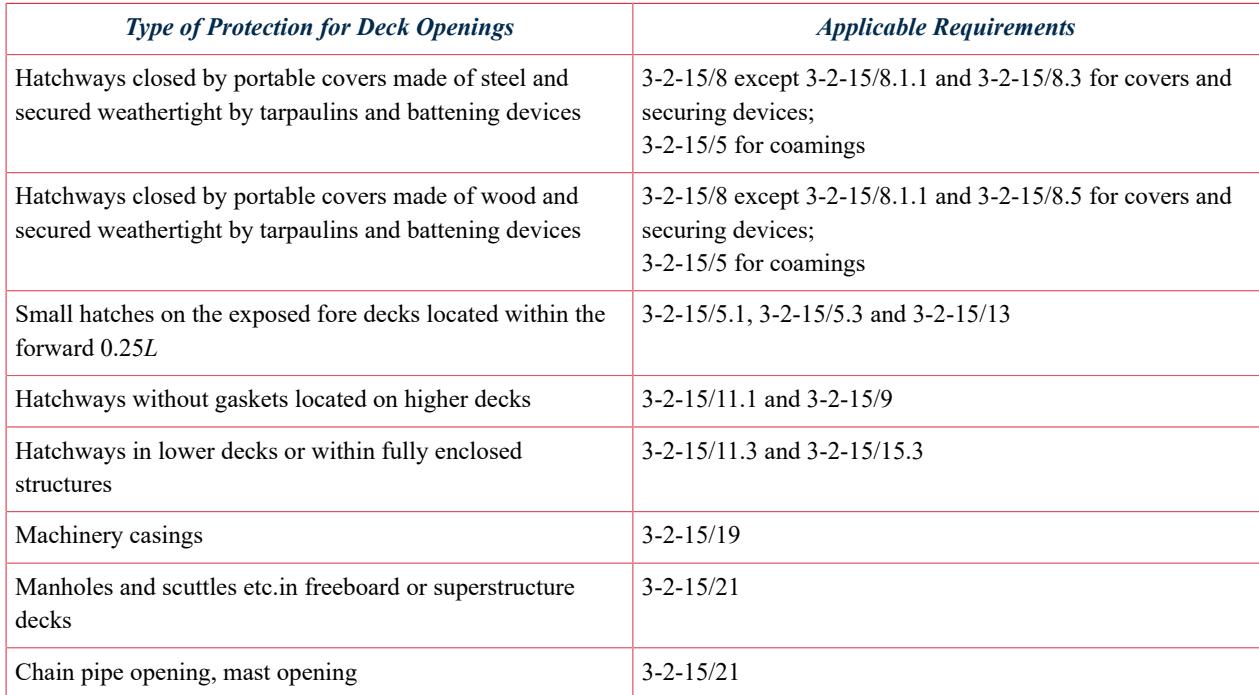 Type of Protection for Deck Openings
Applicable Requirements
Hatchways closed by portable covers made of steel and
secured weathertight by tarpaulins and battening devices
3-2-15/8 except 3-2-15/8.1.1 and 3-2-15/8.3 for covers and
securing devices;
3-2-15/5 for coamings
Hatchways closed by portable covers made of wood and
secured weathertight by tarpaulins and battening devices
3-2-15/8 except 3-2-15/8.1.1 and 3-2-15/8.5 for covers and
securing devices;
3-2-15/5 for coamings
Small hatches on the exposed fore decks located within the
forward 0.25L
3-2-15/5.1, 3-2-15/5.3 and 3-2-15/13
Hatchways without gaskets located on higher decks
3-2-15/11.1 and 3-2-15/9
Hatchways in lower decks or within fully enclosed
structures
3-2-15/11.3 and 3-2-15/15.3
Machinery casings
3-2-15/19
Manholes and scuttles etc.in freeboard or superstructure
decks
3-2-15/21
Chain pipe opening, mast opening
3-2-15/21